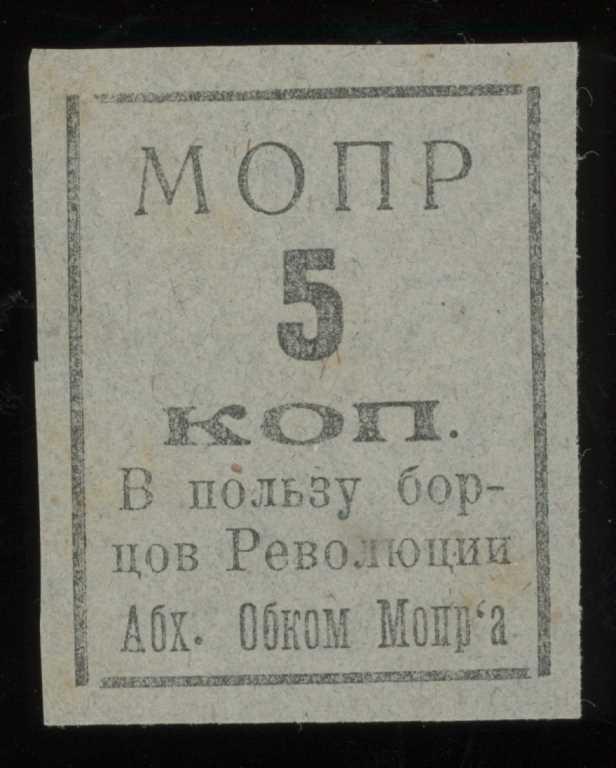 МОПР
5
коп.
В пользу бор-
цов Революции
Абх. Обком Мопр‘а